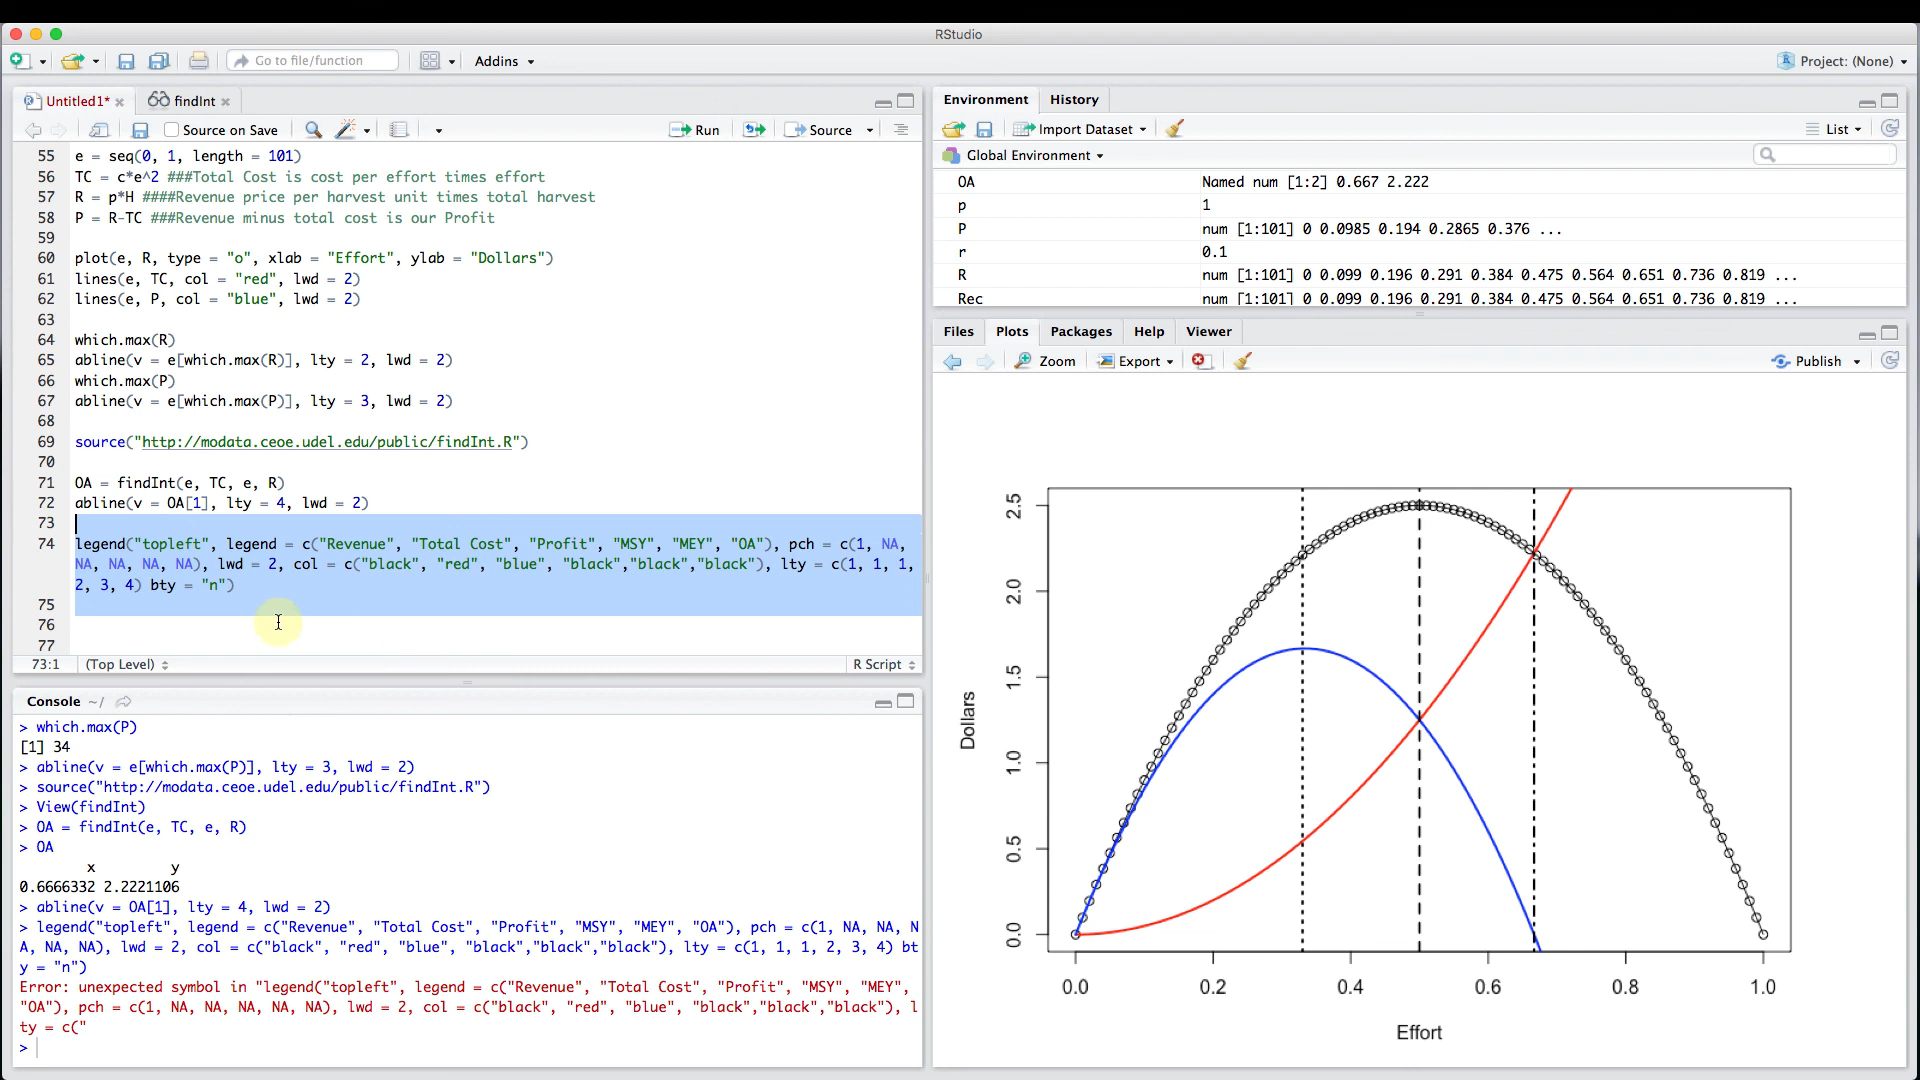 RStudio
Go to file/function
Addins
Project: (None)
Untitled1*
findInt
Source on Save
Run
Source
55 e = seq(0, 1, length = 101)
56 TC = c*e^2 ###Total Cost is cost per effort times effort
57 R = p*H ####Revenue price per harvest unit times total harvest
58 P = R-TC ###Revenue minus total cost is our Profit
59
60 plot(e, R, type = "o", xlab = "Effort", ylab = "Dollars")
61 lines(e, TC, col = "red", lwd = 2)
62 lines(e, P, col = "blue", lwd = 2)
63
64 which.max(R)
65 abline(v = e[which.max(R)], lty = 2, lwd = 2)
66 which.max(P)
67 abline(v = e[which.max(P)], lty = 3, lwd = 2)
68
69 source("http://modata.ceoe.udel.edu/public/findInt.R")
70
71 OA = findInt(e, TC, e, R)
72 abline(v = OA[1], lty = 4, lwd = 2)
73
74 legend("topleft", legend = c("Revenue", "Total Cost", "Profit", "MSY", "MEY", "OA"), pch = c(1, NA,
NA, NA, NA, NA), lwd = 2, col = c("black", "red", "blue", "black","black","black"), lty = c(1, 1, 1,
2, 3, 4) bty = "n")
75
76
77
73:1 (Top Level) R Script
Console ~/
> which.max(P)
[1] 34
> abline(v = e[which.max(P)], lty = 3, lwd = 2)
> source("http://modata.ceoe.udel.edu/public/findInt.R")
> View(findInt)
> OA = findInt(e, TC, e, R)
> OA
x y
0.6666332 2.2221106
> abline(v = OA[1], lty = 4, lwd = 2)
> legend("topleft", legend = c("Revenue", "Total Cost", "Profit", "MSY", "MEY", "OA"), pch = c(1, NA, NA, N
A, NA, NA), lwd = 2, col = c("black", "red", "blue", "black","black","black"), lty = c(1, 1, 1, 2, 3, 4) bt
y = "n")
Error: unexpected symbol in "legend("topleft", legend = c("Revenue", "Total Cost", "Profit", "MSY", "MEY",
"OA"), pch = c(1, NA, NA, NA, NA, NA), lwd = 2, col = c("black", "red", "blue", "black","black","black"), l
ty = c("
>
Environment History
Import Dataset
List
Global Environment
OA Named num [1:2] 0.667 2.222
p 1
P num [1:101] 0 0.0985 0.194 0.2865 0.376 ...
r 0.1
R num [1:101] 0 0.099 0.196 0.291 0.384 0.475 0.564 0.651 0.736 0.819 ...
Rec num [1:101] 0 0.099 0.196 0.291 0.384 0.475 0.564 0.651 0.736 0.819 ...
Files Plots Packages Help Viewer
Zoom Export Publish
2.5
2.0
1.5
1.0
0.5
0.0
Dollars
0.0 0.2 0.4 0.6 0.8 1.0
Effort